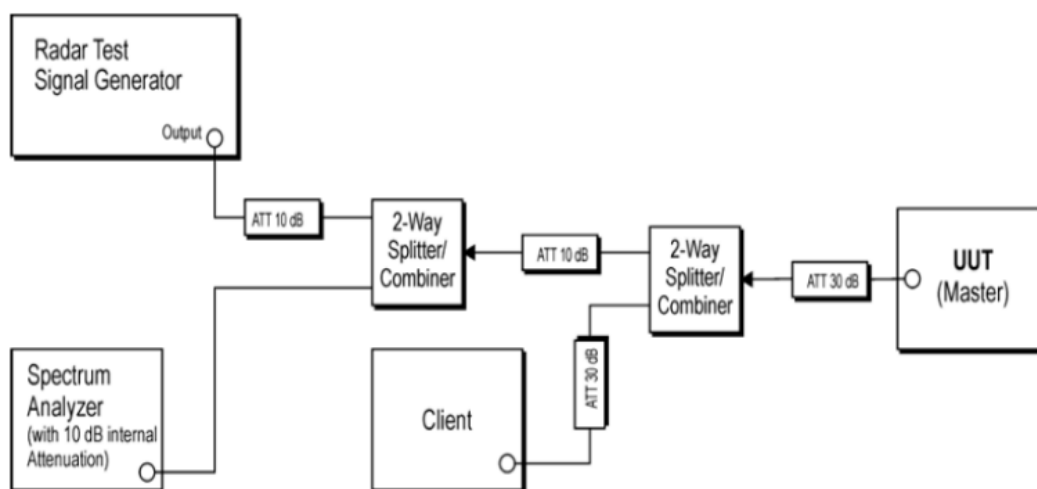 Radar Test
Signal Generator
Output
ATT 10 dB
2-Way
Splitter/
Combiner
ATT 10 dB
2-Way
Splitter/
Combiner
ATT 30 dB
UUT
(Master)
Spectrum
Analyzer
(with 10 dB internal
Attenuation)
Client
ATT 30 dB